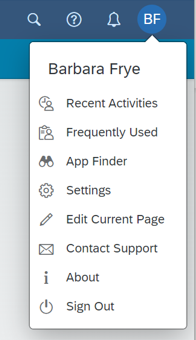 BF
Barbara Frye
Recent Activities
Frequently Used
App Finder
Settings
Edit Current Page
Contact Support
About
Sign Out